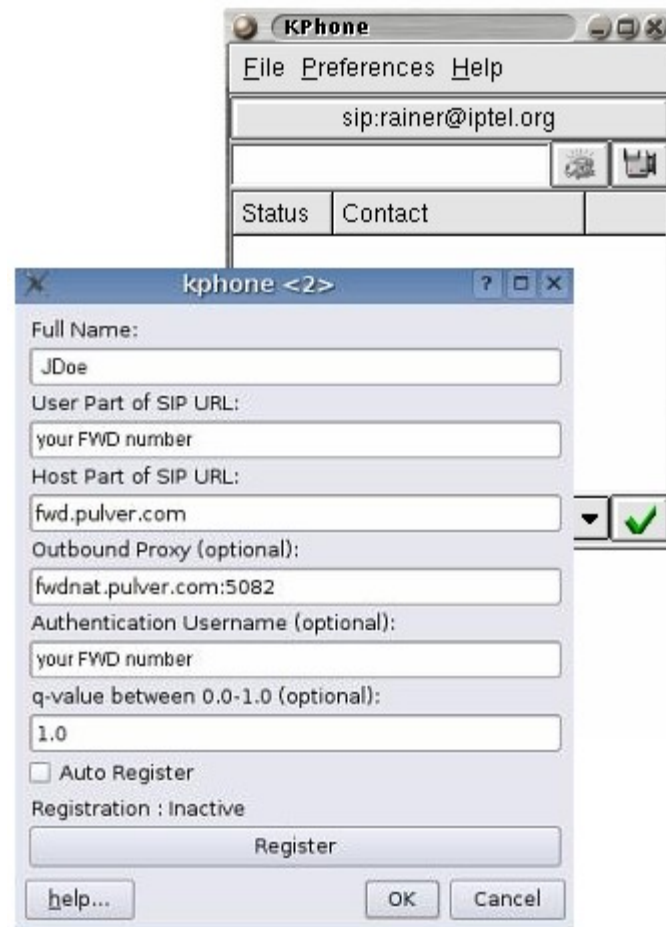 KPhone
File Preferences Help
sip:rainer@iptel.org
Status Contact
kphone <2>
Full Name:
JDoe
User Part of SIP URL:
your FWD number
Host Part of SIP URL:
fwd.pulver.com
Outbound Proxy (optional):
fwdnat.pulver.com:5082
Authentication Username (optional):
your FWD number
q-value between 0.0-1.0 (optional):
1.0
Auto Register
Registration : Inactive
Register
help... OK Cancel